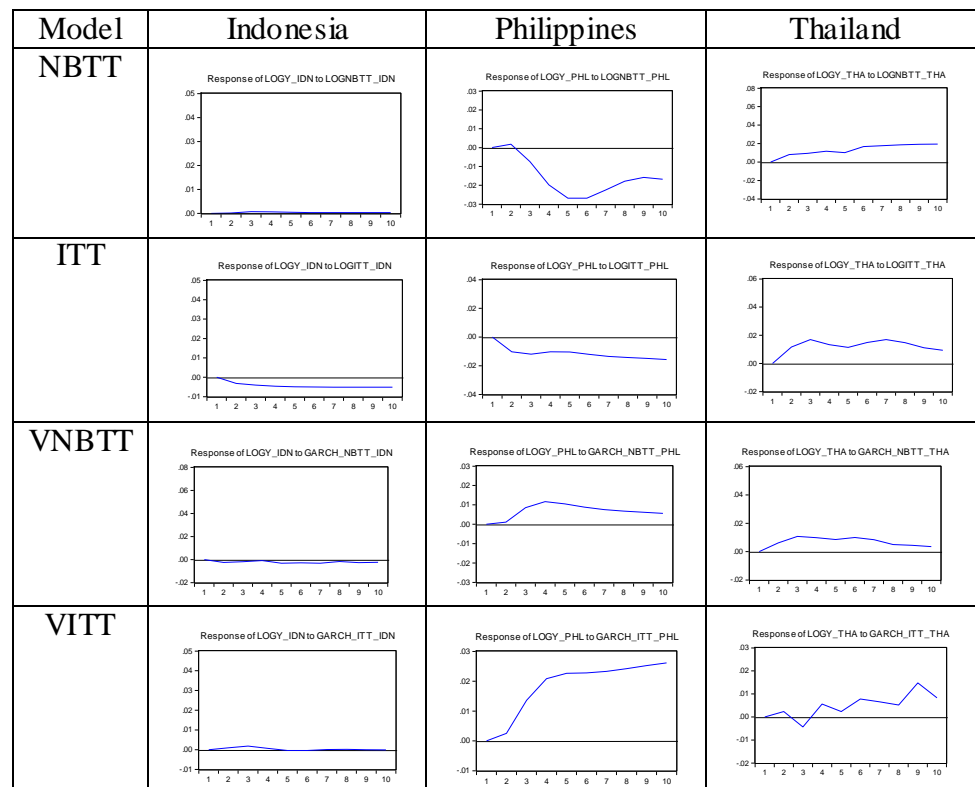 Model Indonesia Philippines Thailand
NBTT
Response of LOGY_IDN to LOGNBTT_IDN
.05
.04
.03
.02
.01
.00
1 2 3 4 5 6 7 8 9 10
Response of LOGY_PHL to LOGNBTT_PHL
.03
.02
.01
.00
-.01
-.02
-.03
1 2 3 4 5 6 7 8 9 10
Response of LOGY_THA to LOGNBTT_THA
.08
.06
.04
.02
.00
-.02
-.04
1 2 3 4 5 6 7 8 9 10
ITT
Response of LOGY_IDN to LOGITT_IDN
.05
.04
.03
.02
.01
.00
-.01
1 2 3 4 5 6 7 8 9 10
Response of LOGY_PHL to LOGITT_PHL
.04
.02
.00
-.02
-.04
1 2 3 4 5 6 7 8 9 10
Response of LOGY_THA to LOGITT_THA
.06
.04
.02
.00
-.02
1 2 3 4 5 6 7 8 9 10
VNBTT
Response of LOGY_IDN to GARCH_NBTT_IDN
.08
.06
.04
.02
.00
-.02
1 2 3 4 5 6 7 8 9 10
Response of LOGY_PHL to GARCH_NBTT_PHL
.03
.02
.01
.00
-.01
-.02
-.03
1 2 3 4 5 6 7 8 9 10
Response of LOGY_THA to GARCH_NBTT_THA
.06
.04
.02
.00
-.02
1 2 3 4 5 6 7 8 9 10
VITT
Response of LOGY_IDN to GARCH_ITT_IDN
.05
.04
.03
.02
.01
.00
-.01
1 2 3 4 5 6 7 8 9 10
Response of LOGY_PHL to GARCH_ITT_PHL
.03
.02
.01
.00
-.01
1 2 3 4 5 6 7 8 9 10
Response of LOGY_THA to GARCH_ITT_THA
.03
.02
.01
.00
-.01
-.02
1 2 3 4 5 6 7 8 9 10